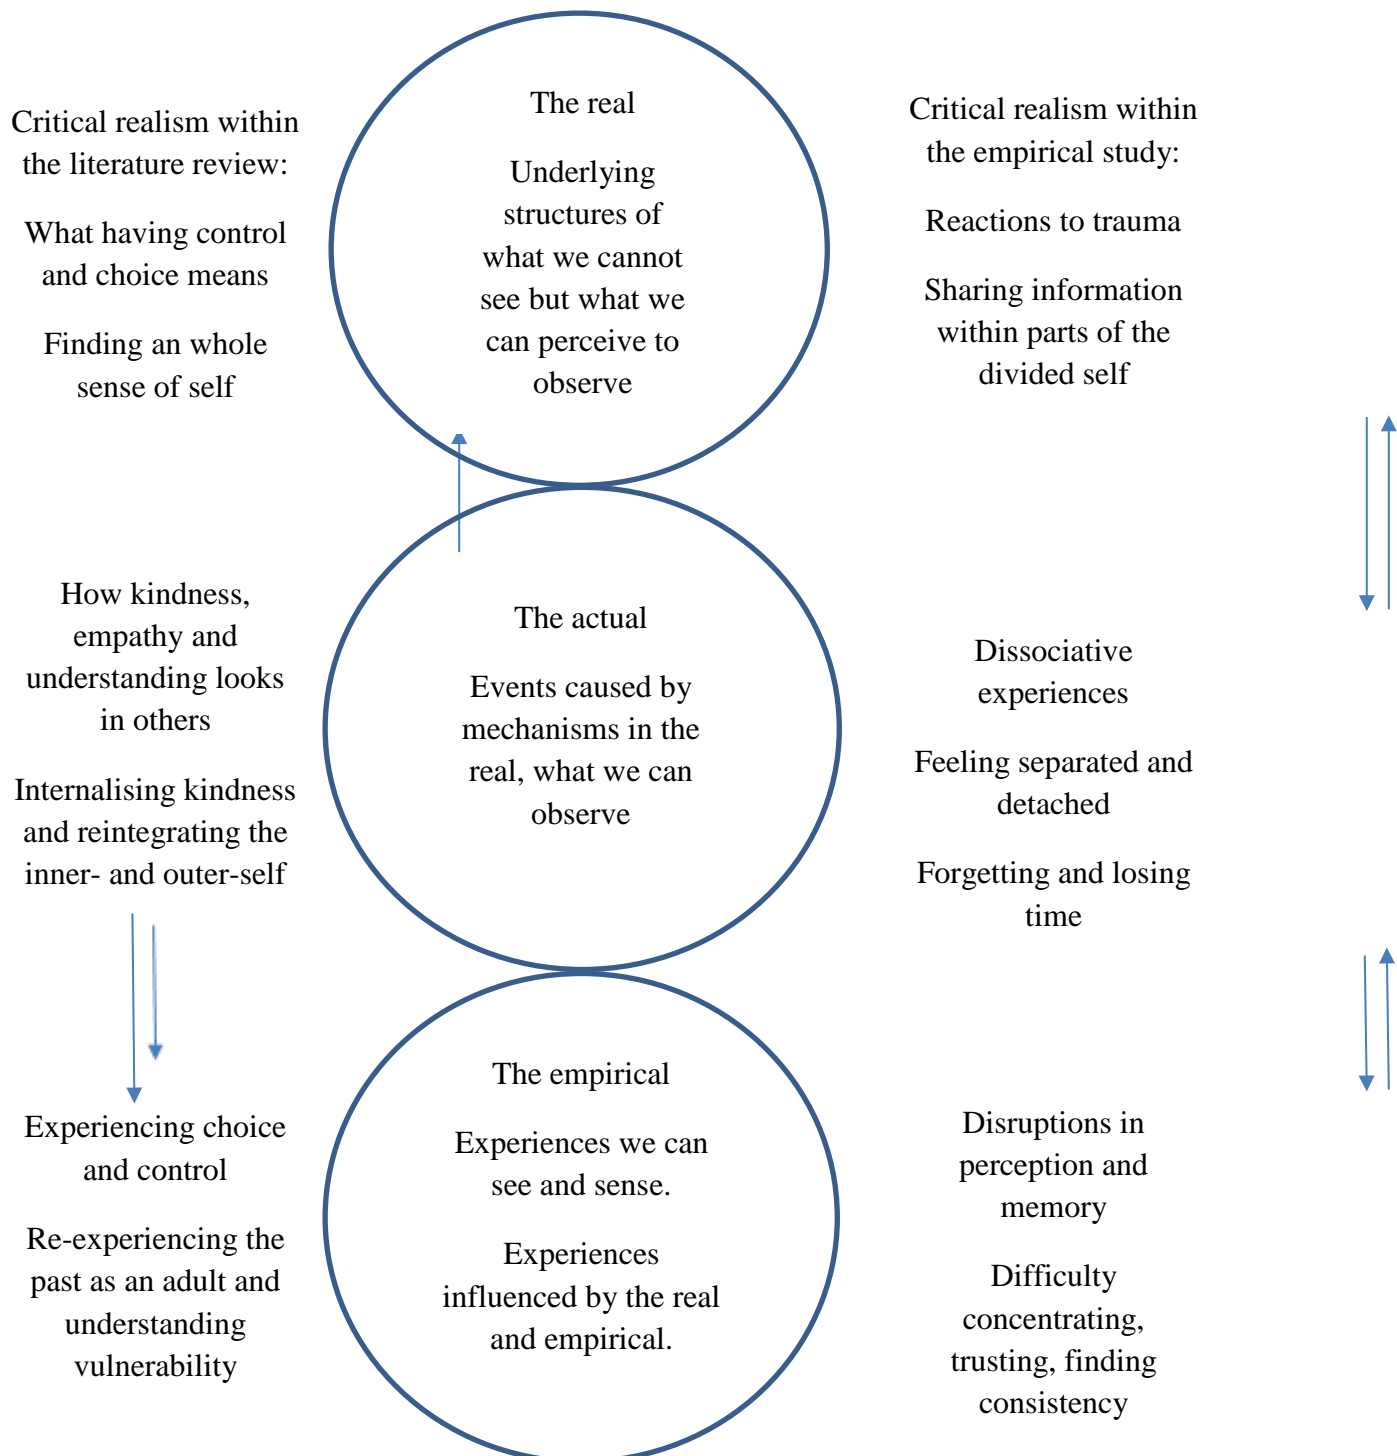 Critical realism within
the literature review:
What having control
and choice means
Finding an whole
sense of self
The real
Underlying
structures of
what we cannot
see but what we
can perceive to
observe
Critical realism within
the empirical study:
Reactions to trauma
Sharing information
within parts of the
divided self
How kindness,
empathy and
understanding looks
in others
Internalising kindness
and reintegrating the
inner- and outer-self
The actual
Events caused by
mechanisms in the
real, what we can
observe
Dissociative
experiences
Feeling separated and
detached
Forgetting and losing
time
Experiencing choice
and control
Re-experiencing the
past as an adult and
understanding
vulnerability
The empirical
Experiences we can
see and sense.
Experiences
influenced by the real
and empirical.
Disruptions in
perception and
memory
Difficulty
concentrating,
trusting, finding
consistency